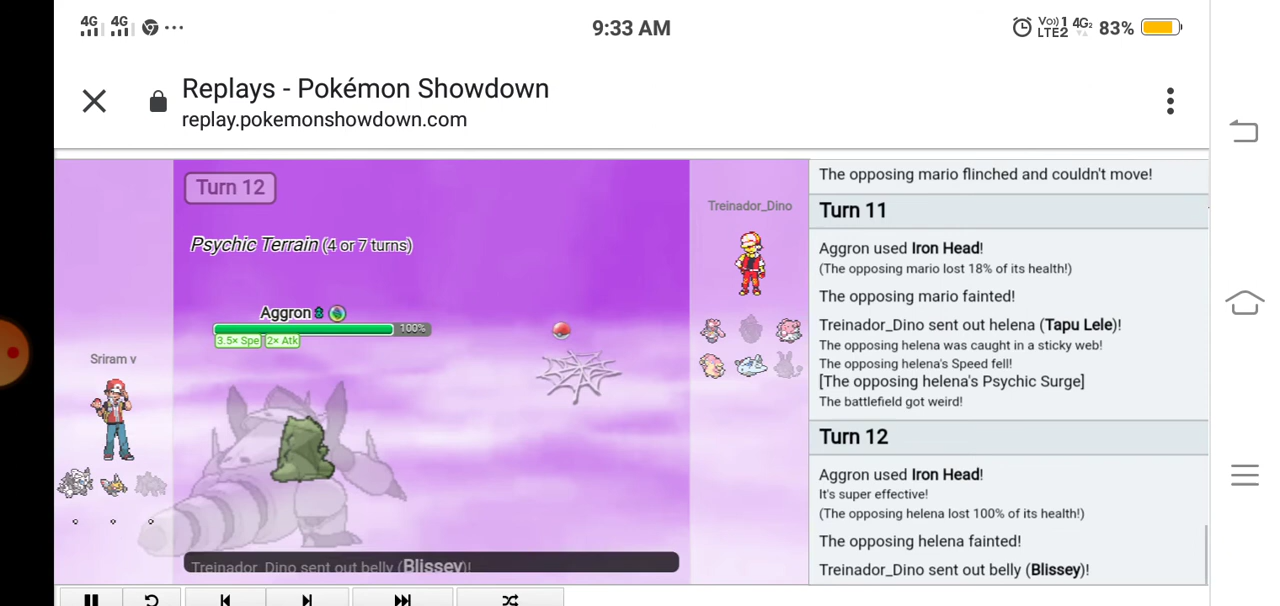 4G 4G ...
9:33 AM
Vo) 1 4G2
LTE2
83%
Replays - Pokémon Showdown
replay.pokemonshowdown.com
Turn 12
Psychic Terrain (4 or 7 turns)
Aggron
100%
3.5× Spe 2× Atk
Sriram v
Treinador_Dino
Treinador_Dino sent out belly (Blissey)!
The opposing mario flinched and couldn't move!
Turn 11
Aggron used Iron Head!
(The opposing mario lost 18% of its health!)
The opposing mario fainted!
Treinador_Dino sent out helena (Tapu Lele)!
The opposing helena was caught in a sticky web!
The opposing helena's Speed fell!
[The opposing helena's Psychic Surge]
The battlefield got weird!
Turn 12
Aggron used Iron Head!
It's super effective!
(The opposing helena lost 100% of its health!)
The opposing helena fainted!
Treinador_Dino sent out belly (Blissey)!